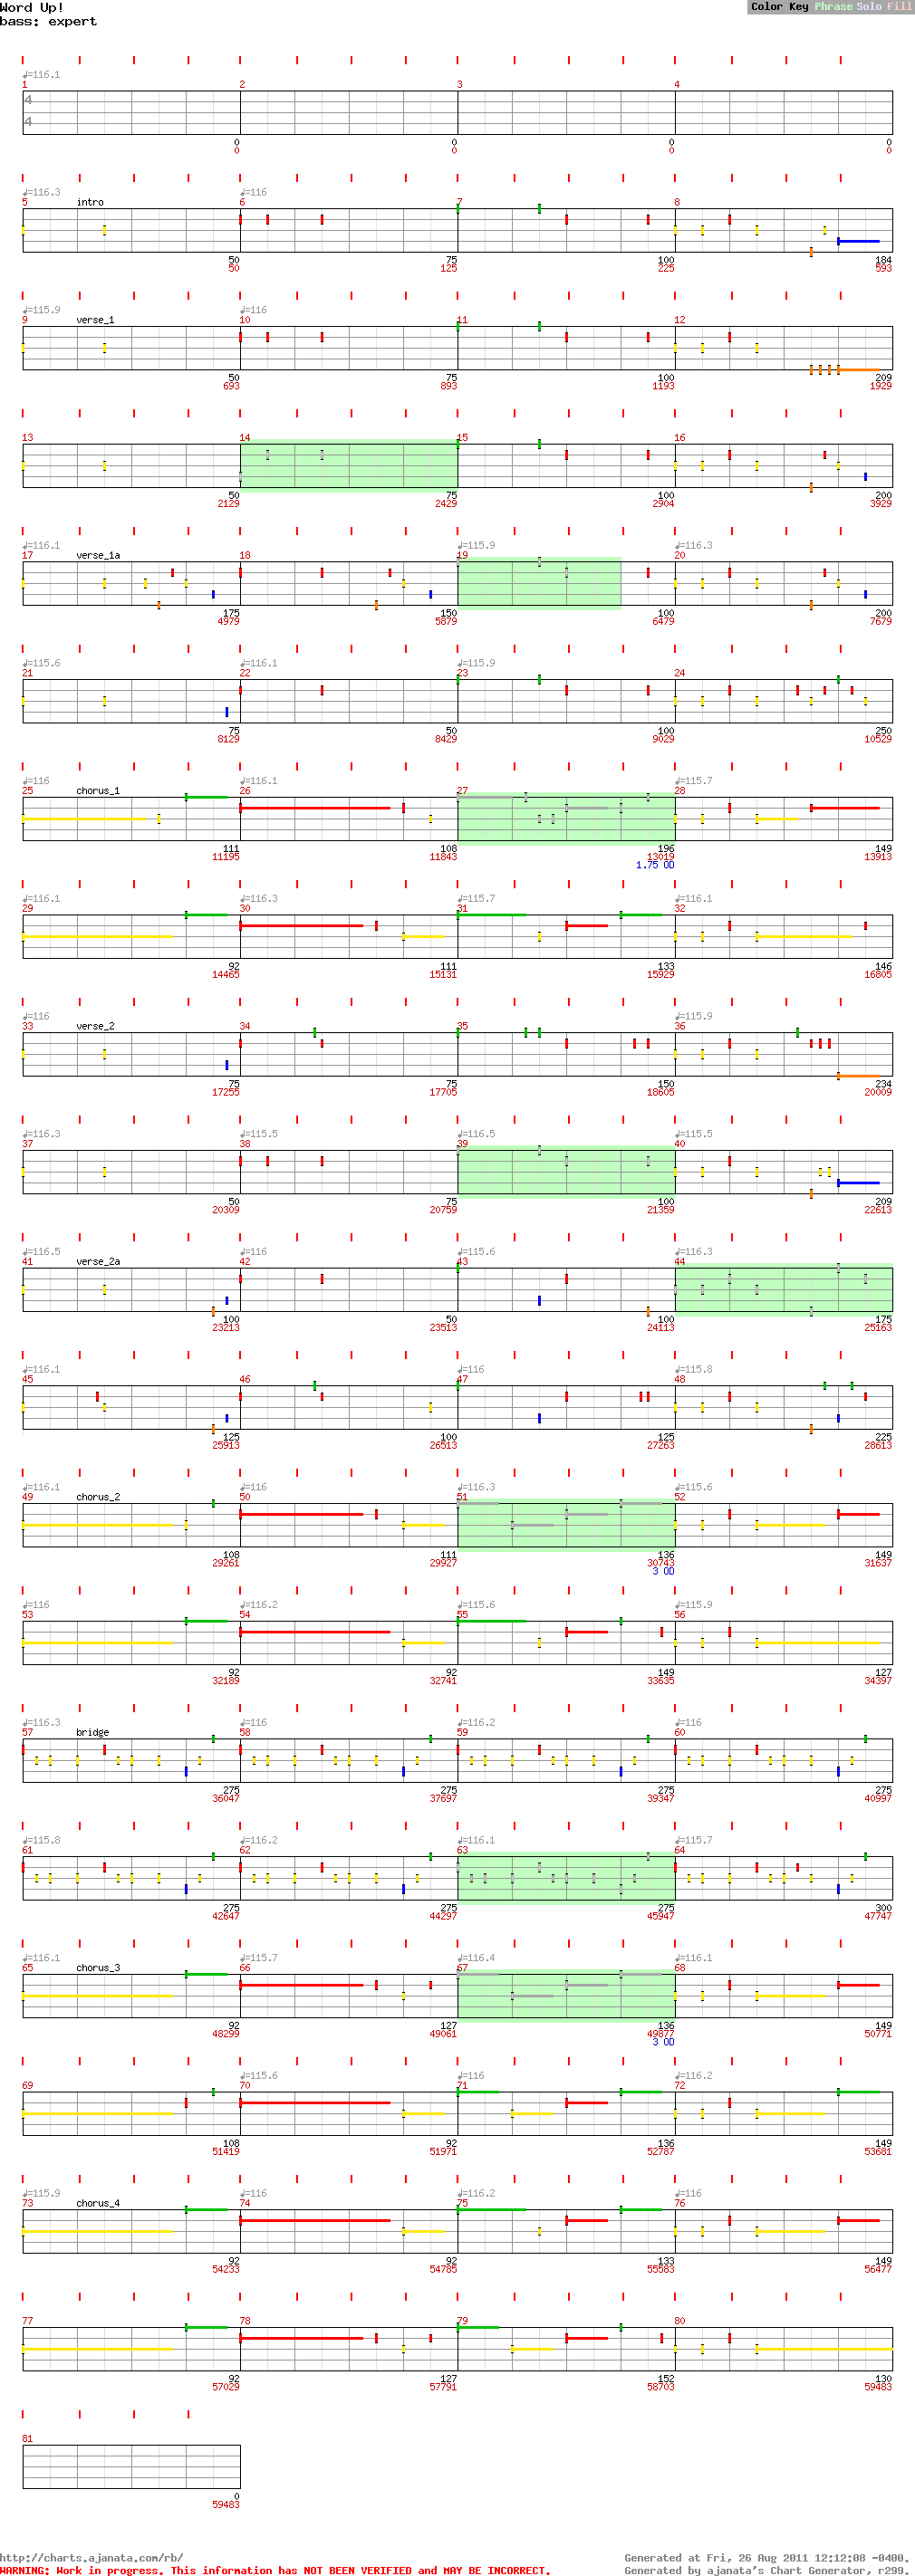 Word Up!
Color Key Phrase Solo Fill
bass: expert
♩=116.1
1 2 3 4
4
4
0 0 0 0
0 0 0 0
♩=116.3 ♩=116
5 intro 6 7 8
50 75 100 184
50 125 225 593
♩=115.9 ♩=116
9 verse_1 10 11 12
50 75 100 209
693 893 1193 1929
13 14 15 16
50 75 100 200
2129 2429 2904 3929
♩=116.1 ♩=115.9 ♩=116.3
17 verse_1a 18 19 20
175 150 100 200
4979 5879 6479 7679
♩=115.6 ♩=116.1 ♩=115.9
21 22 23 24
75 50 100 250
8129 8429 9029 10529
♩=116 ♩=116.1 ♩=115.7
25 chorus_1 26 27 28
111 108 196 149
11195 11843 13019 13913
1.75 OD
♩=116.1 ♩=116.3 ♩=115.7 ♩=116.1
29 30 31 32
92 111 133 146
14465 15131 15929 16805
♩=116 ♩=115.9
33 verse_2 34 35 36
75 75 150 234
17255 17705 18605 20009
♩=116.3 ♩=115.5 ♩=116.5 ♩=115.5
37 38 39 40
50 75 100 209
20309 20759 21359 22613
♩=116.5 ♩=116 ♩=115.6 ♩=116.3
41 verse_2a 42 43 44
100 50 100 175
23213 23513 24113 25163
♩=116.1 ♩=116 ♩=115.8
45 46 47 48
125 100 125 225
25913 26513 27263 28613
♩=116.1 ♩=116 ♩=116.3 ♩=115.6
49 chorus_2 50 51 52
108 111 136 149
29261 29927 30743 31637
3 OD
♩=116 ♩=116.2 ♩=115.6 ♩=115.9
53 54 55 56
92 92 149 127
32189 32741 33635 34397
♩=116.3 ♩=116 ♩=116.2 ♩=116
57 bridge 58 59 60
275 275 275 275
36047 37697 39347 40997
♩=115.8 ♩=116.2 ♩=116.1 ♩=115.7
61 62 63 64
275 275 275 300
42647 44297 45947 47747
♩=116.1 ♩=115.7 ♩=116.4 ♩=116.1
65 chorus_3 66 67 68
92 127 136 149
48299 49061 49877 50771
3 OD
♩=115.6 ♩=116 ♩=116.2
69 70 71 72
108 92 136 149
51419 51971 52787 53681
♩=115.9 ♩=116 ♩=116.2 ♩=116
73 chorus_4 74 75 76
92 92 133 149
54233 54785 55583 56477
77 78 79 80
92 127 152 130
57029 57791 58703 59483
81
0
59483
http://charts.ajanata.com/rb/
Generated at Fri, 26 Aug 2011 12:12:08 -0400.
WARNING: Work in progress. This information has NOT BEEN VERIFIED and MAY BE INCORRECT.
Generated by ajanata's Chart Generator, r299.